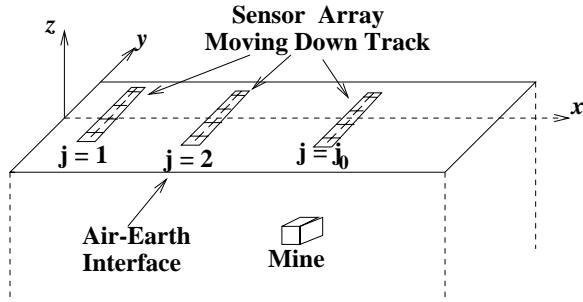 Sensor Array
Moving Down Track
z
y
x
j = 1
j = 2
j = j0
Air-Earth
Interface
Mine